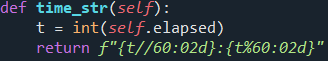 def time_str(self):
    t = int(self.elapsed)
    return f"{t//60:02d}:{t%60:02d}"